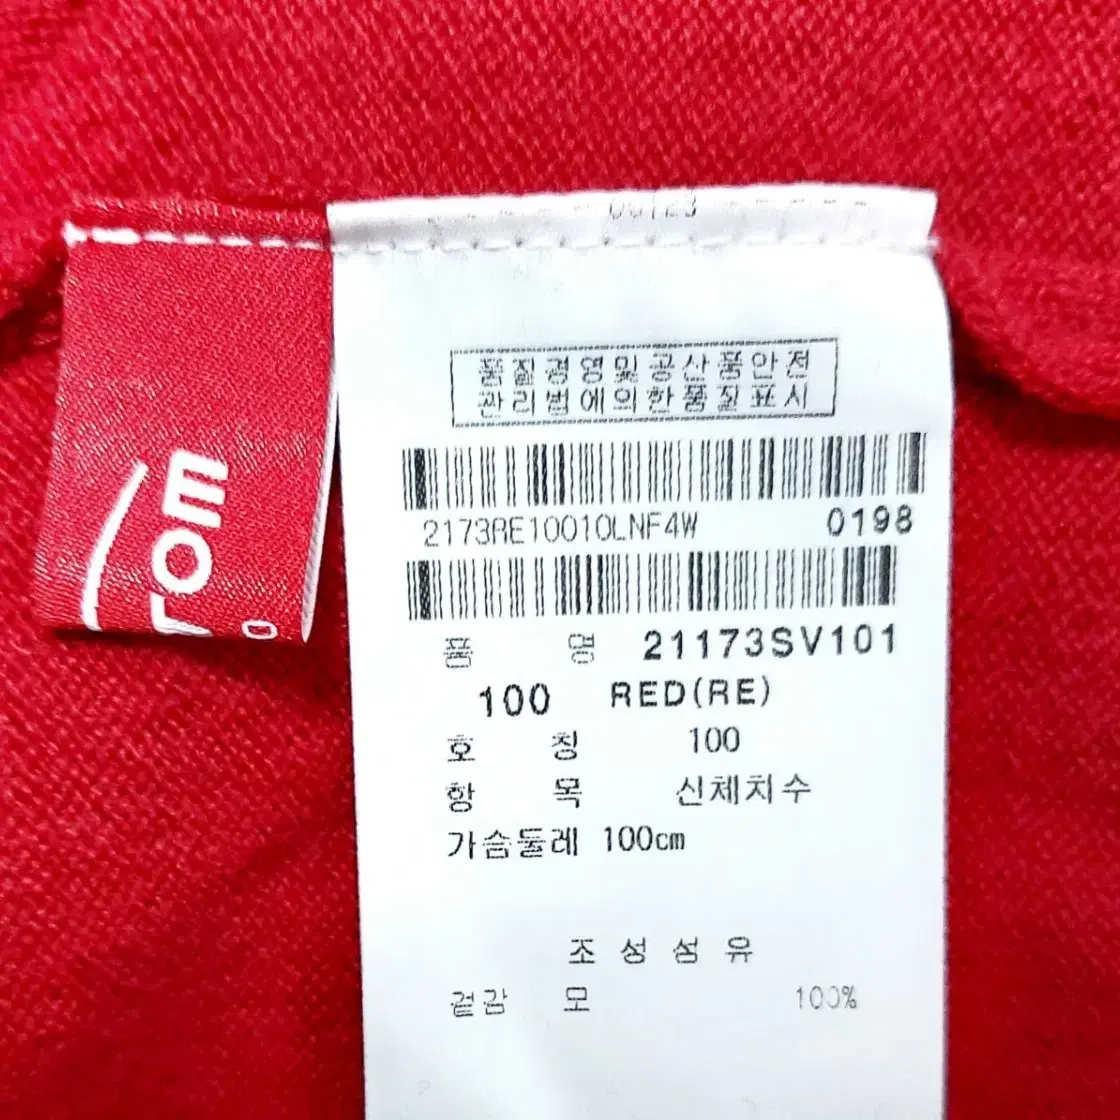 rom
품질경영및공산품안전
관리법에의한품질표시
2173RE10010LNF4W 0198
품 명 21173SV101
100 RED(RE)
호 칭 100
항 목 신체치수
가슴둘레 100cm
조성섬유
겉감 모 100%